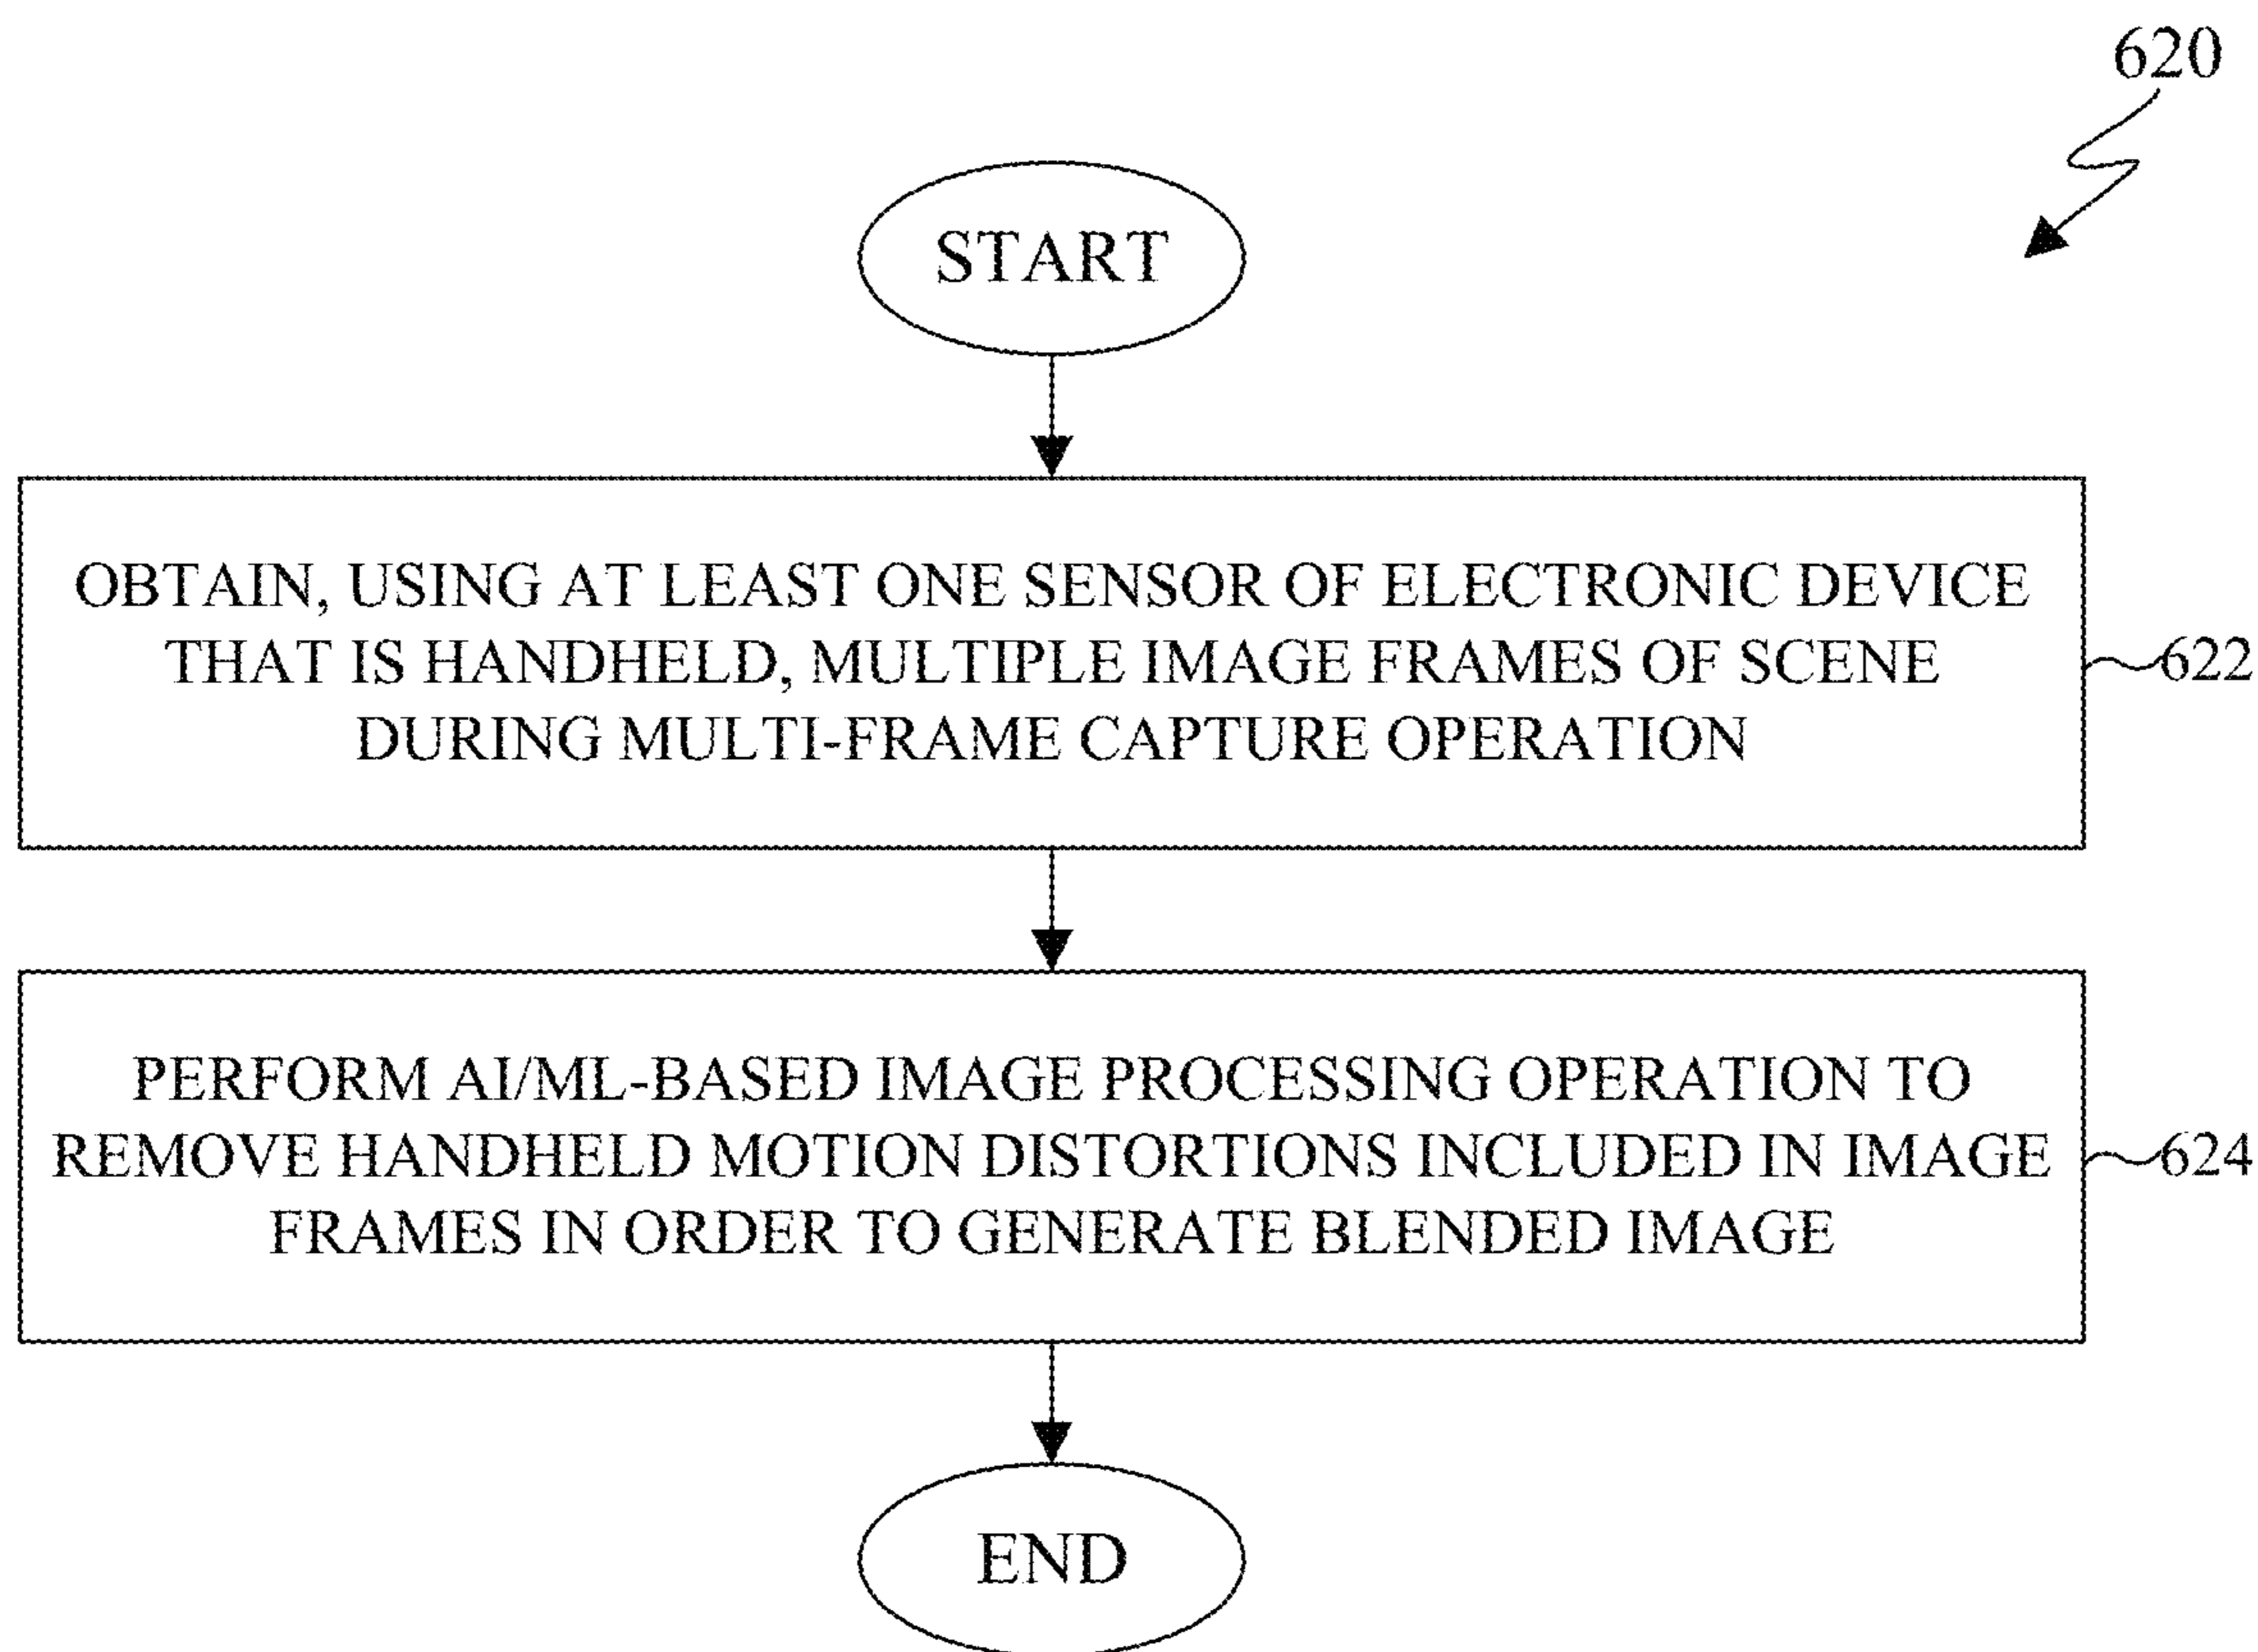 620
START
OBTAIN, USING AT LEAST ONE SENSOR OF ELECTRONIC DEVICE
THAT IS HANDHELD, MULTIPLE IMAGE FRAMES OF SCENE
DURING MULTI-FRAME CAPTURE OPERATION
622
PERFORM AI/ML-BASED IMAGE PROCESSING OPERATION TO
REMOVE HANDHELD MOTION DISTORTIONS INCLUDED IN IMAGE
FRAMES IN ORDER TO GENERATE BLENDED IMAGE
624
END